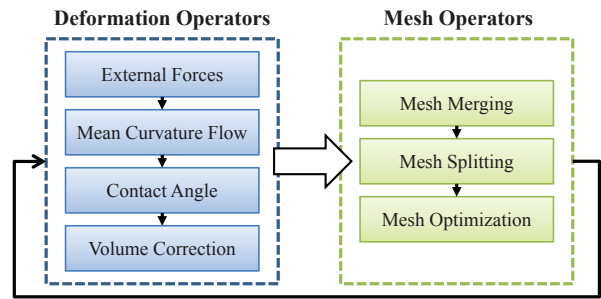 Deformation Operators
External Forces
Mean Curvature Flow
Contact Angle
Volume Correction
Mesh Operators
Mesh Merging
Mesh Splitting
Mesh Optimization